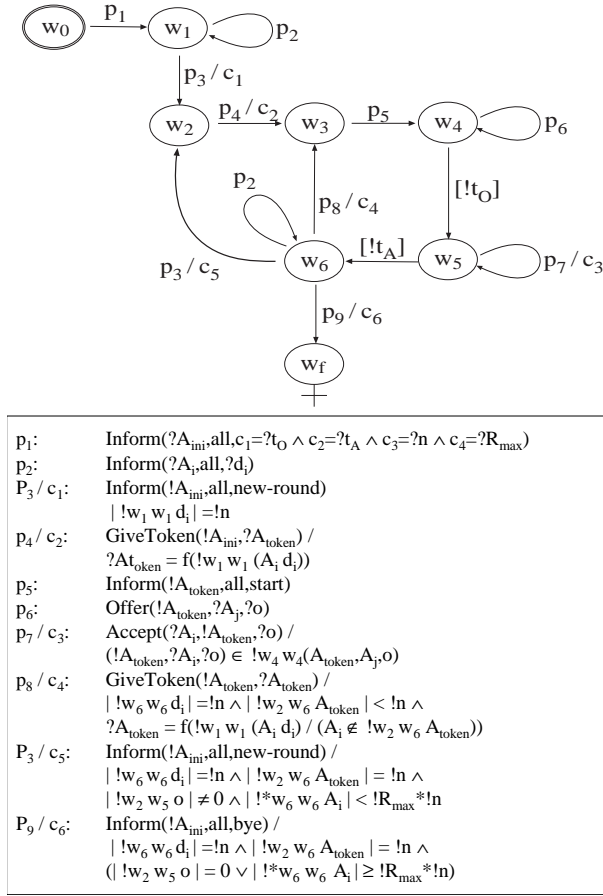 w0 p1 w1 p2
p3 / c1
w2 p4 / c2 w3 p5 w4 p6
p2 p8 / c4 [!tO]
p3 / c5 w6 [!tA] w5 p7 / c3
p9 / c6
wf
p1: Inform(?Aini,all,c1=?tO ∧ c2=?tA ∧ c3=?n ∧ c4=?Rmax)
p2: Inform(?Ai,all,?di)
P3 / c1: Inform(!Aini,all,new-round)
| !w1 w1 di | =!n
p4 / c2: GiveToken(!Aini,?Atoken) /
?Atoken = f(!w1 w1 (Ai di))
p5: Inform(!Atoken,all,start)
p6: Offer(!Atoken,?Aj,?o)
p7 / c3: Accept(?Ai,!Atoken,?o) /
(!Atoken,?Ai,?o) ∈ !w4 w4(Atoken,Aj,o)
p8 / c4: GiveToken(!Atoken,?Atoken) /
| !w6 w6 di | =!n ∧ | !w2 w6 Atoken | < !n ∧
?Atoken = f(!w1 w1 (Ai di) / (Ai ∉ !w2 w6 Atoken))
P3 / c5: Inform(!Aini,all,new-round) /
| !w6 w6 di | =!n ∧ | !w2 w6 Atoken | = !n ∧
| !w2 w5 o | ≠ 0 ∧ | !*w6 w6 Ai | < !Rmax*!n
P9 / c6: Inform(!Aini,all,bye) /
| !w6 w6 di | =!n ∧ | !w2 w6 Atoken | = !n ∧
(| !w2 w5 o | = 0 ∨ | !*w6 w6 Ai | ≥ !Rmax*!n)